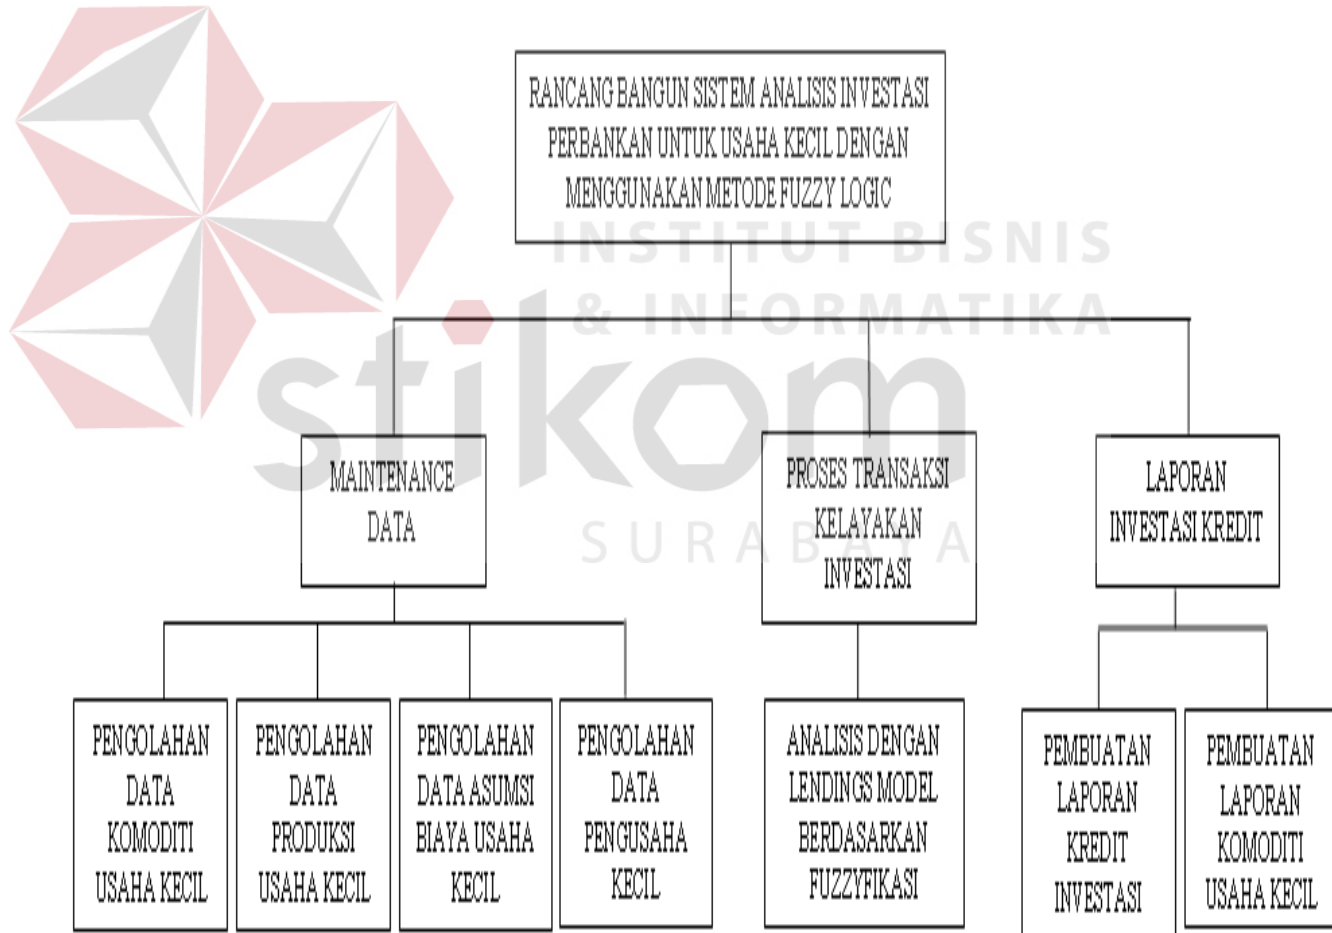 RANCANG BANGUN SISTEM ANALISIS INVESTASI
PERBANKAN UNTUK USAHA KECIL DENGAN
MENGGUNAKAN METODE FUZZY LOGIC
INSTITUT BISNIS
& INFORMATIKA
stikom
SURABAYA
MAINTENANCE
DATA
PROSES TRANSAKSI
KELAYAKAN
INVESTASI
LAPORAN
INVESTASI KREDIT
PENGOLAHAN
DATA
KOMODITI
USAHA KECIL
PENGOLAHAN
DATA
PRODUKSI
USAHA KECIL
PENGOLAHAN
DATA ASUMSI
BIAYA USAHA
KECIL
PENGOLAHAN
DATA
PENGUSAHA
KECIL
ANALISIS DENGAN
LENDINGS MODEL
BERDASARKAN
FUZZYFIKASI
PEMBUATAN
LAPORAN
KREDIT
INVESTASI
PEMBUATAN
LAPORAN
KOMODITI
USAHA KECIL